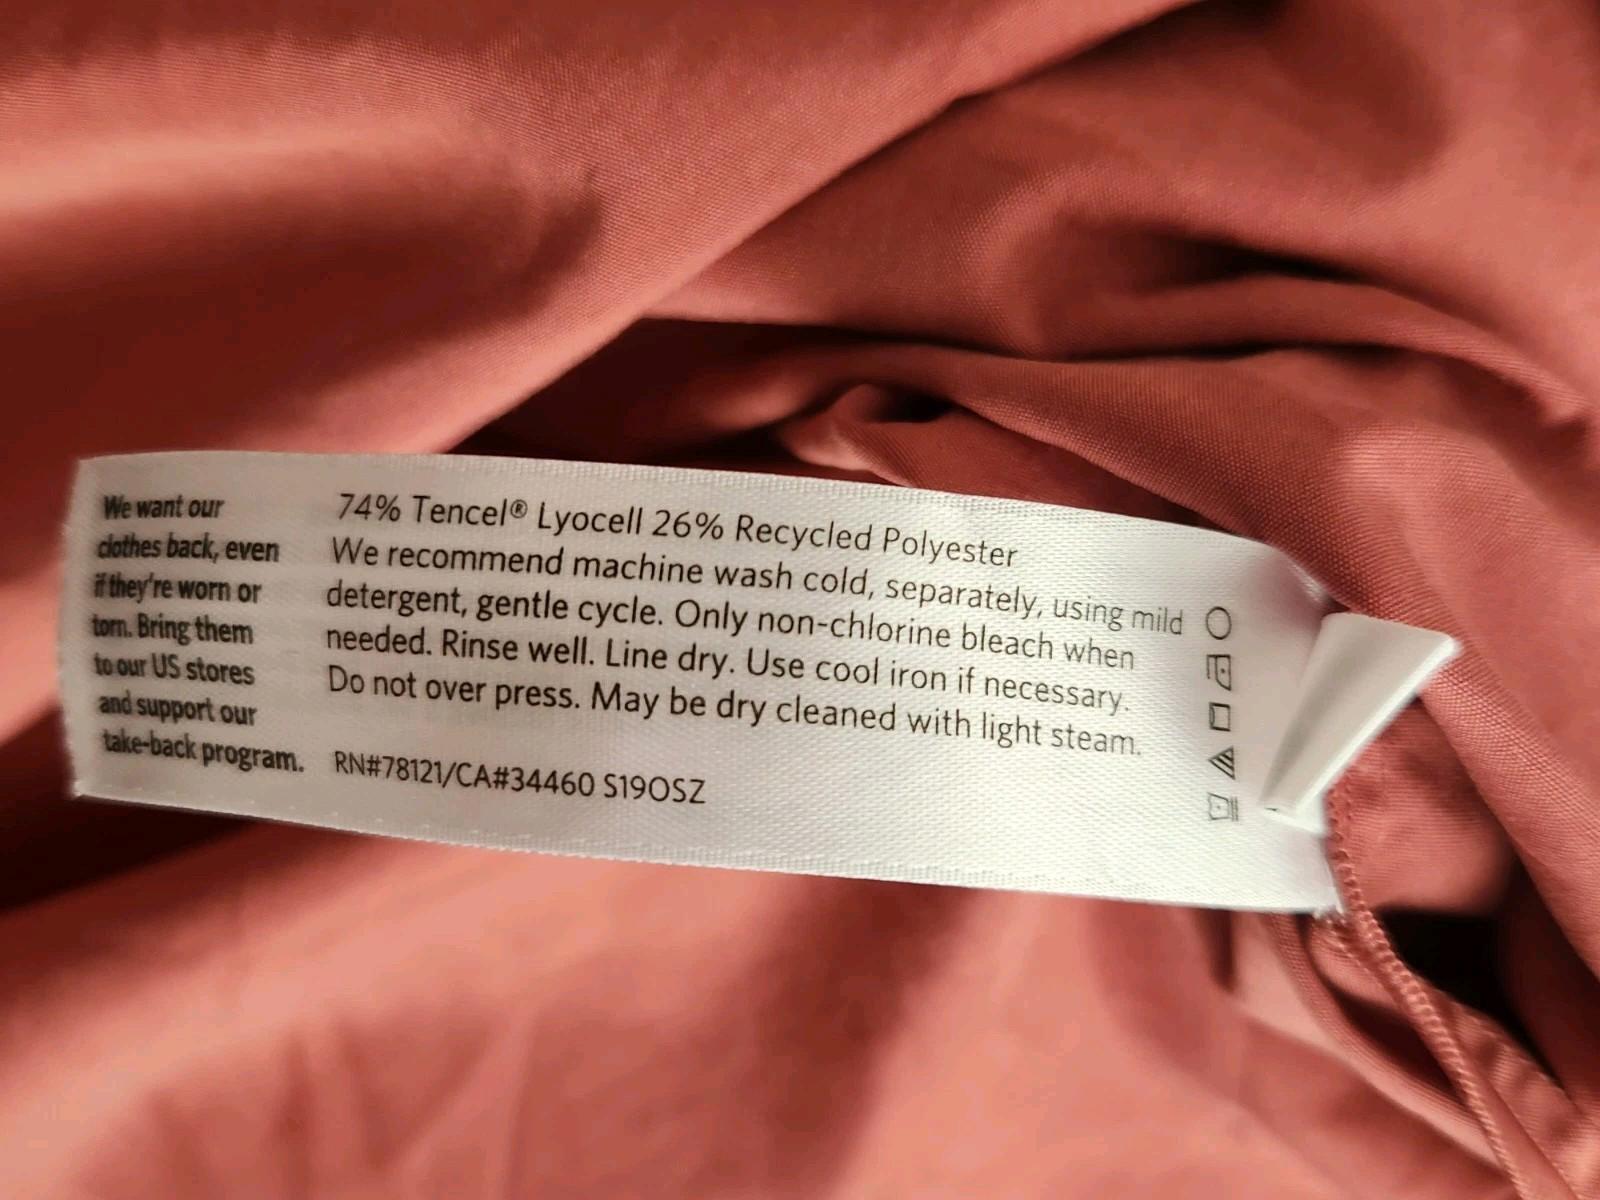 We want our
clothes back, even
if they're worn or
torn. Bring them
to our US stores
and support our
take-back program.
74% Tencel® Lyocell 26% Recycled Polyester
We recommend machine wash cold, separately, using mild
detergent, gentle cycle. Only non-chlorine bleach when
needed. Rinse well. Line dry. Use cool iron if necessary.
Do not over press. May be dry cleaned with light steam.
RN#78121/CA#34460 S19OSZ